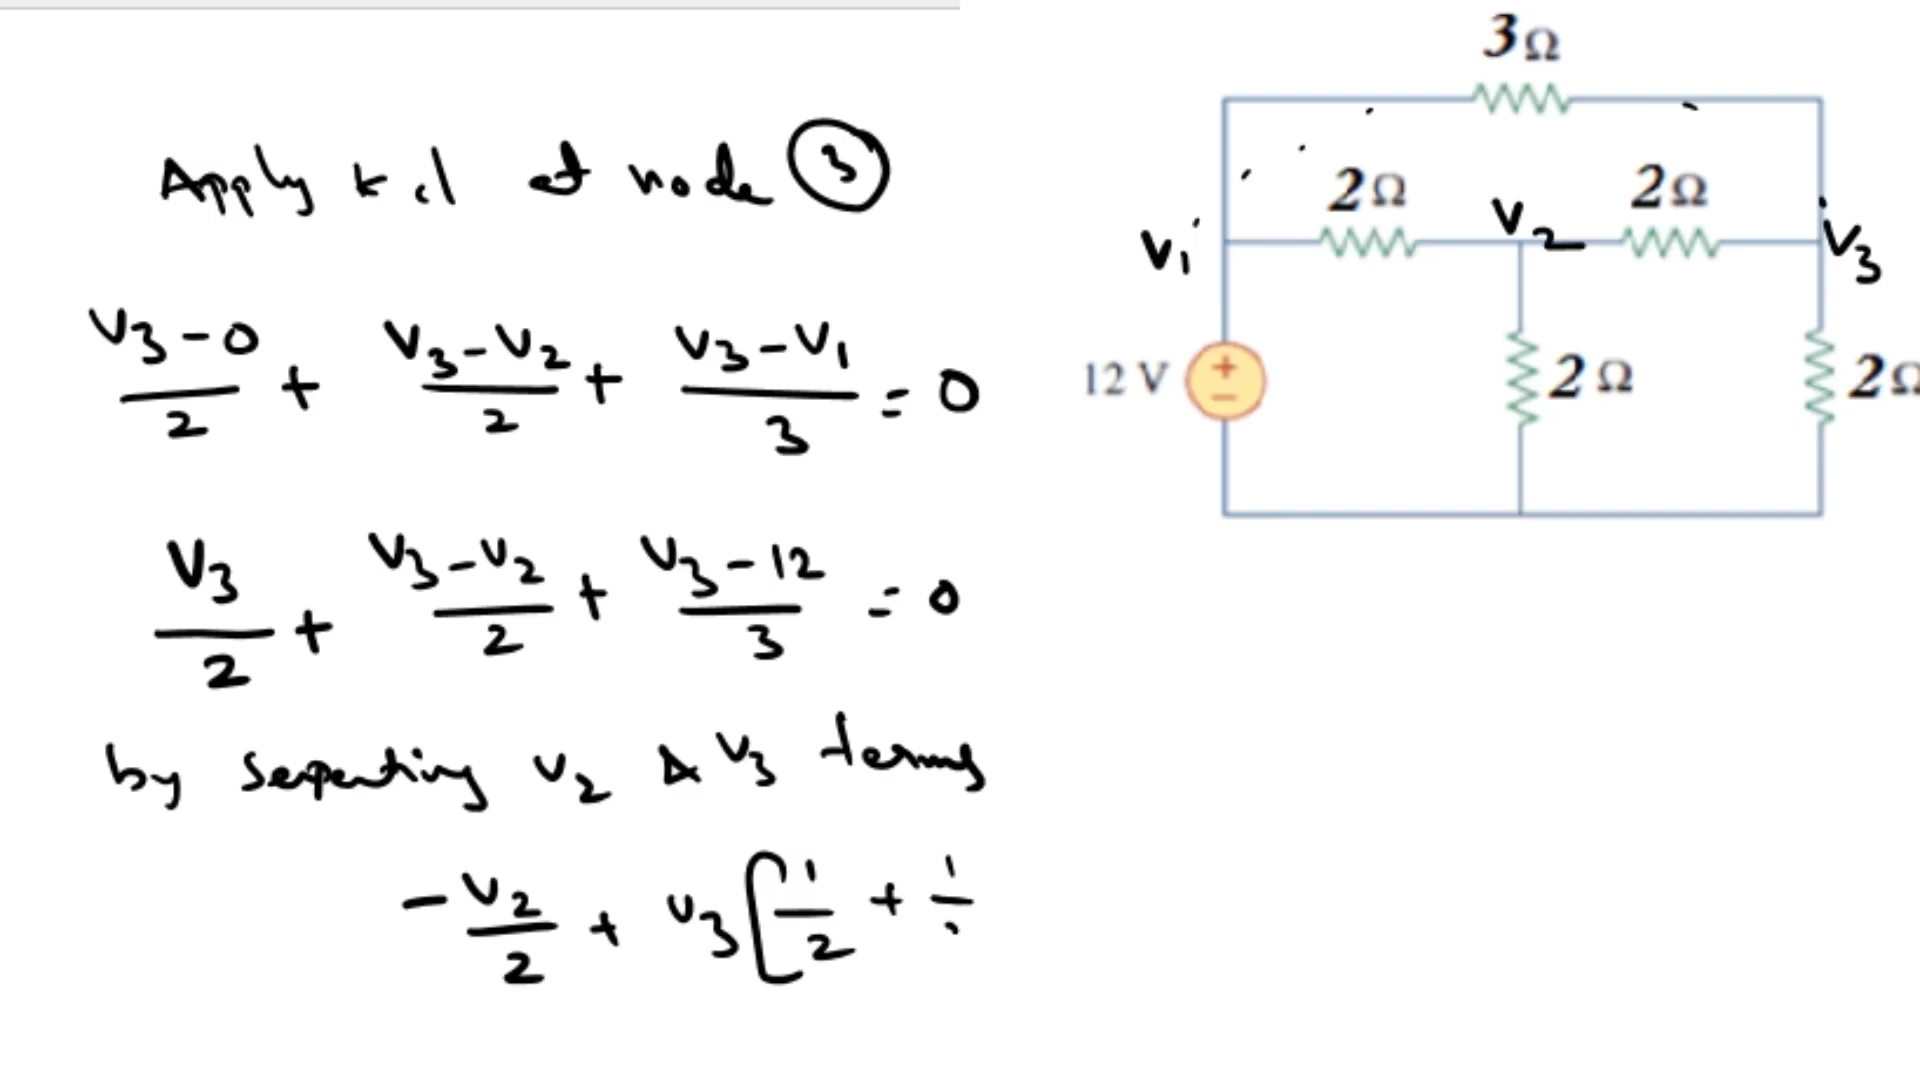 Apply kcl at node ③
V3-0/2 + V3-V2/2 + V3-V1/3 = 0
V3/2 + V3-V2/2 + V3-12/3 = 0
by V2 & V3 terms
-V2/2 + V3[1/2 + 1/
3Ω
2Ω 2Ω
V1 V2 V3
12 V 2Ω 2Ω